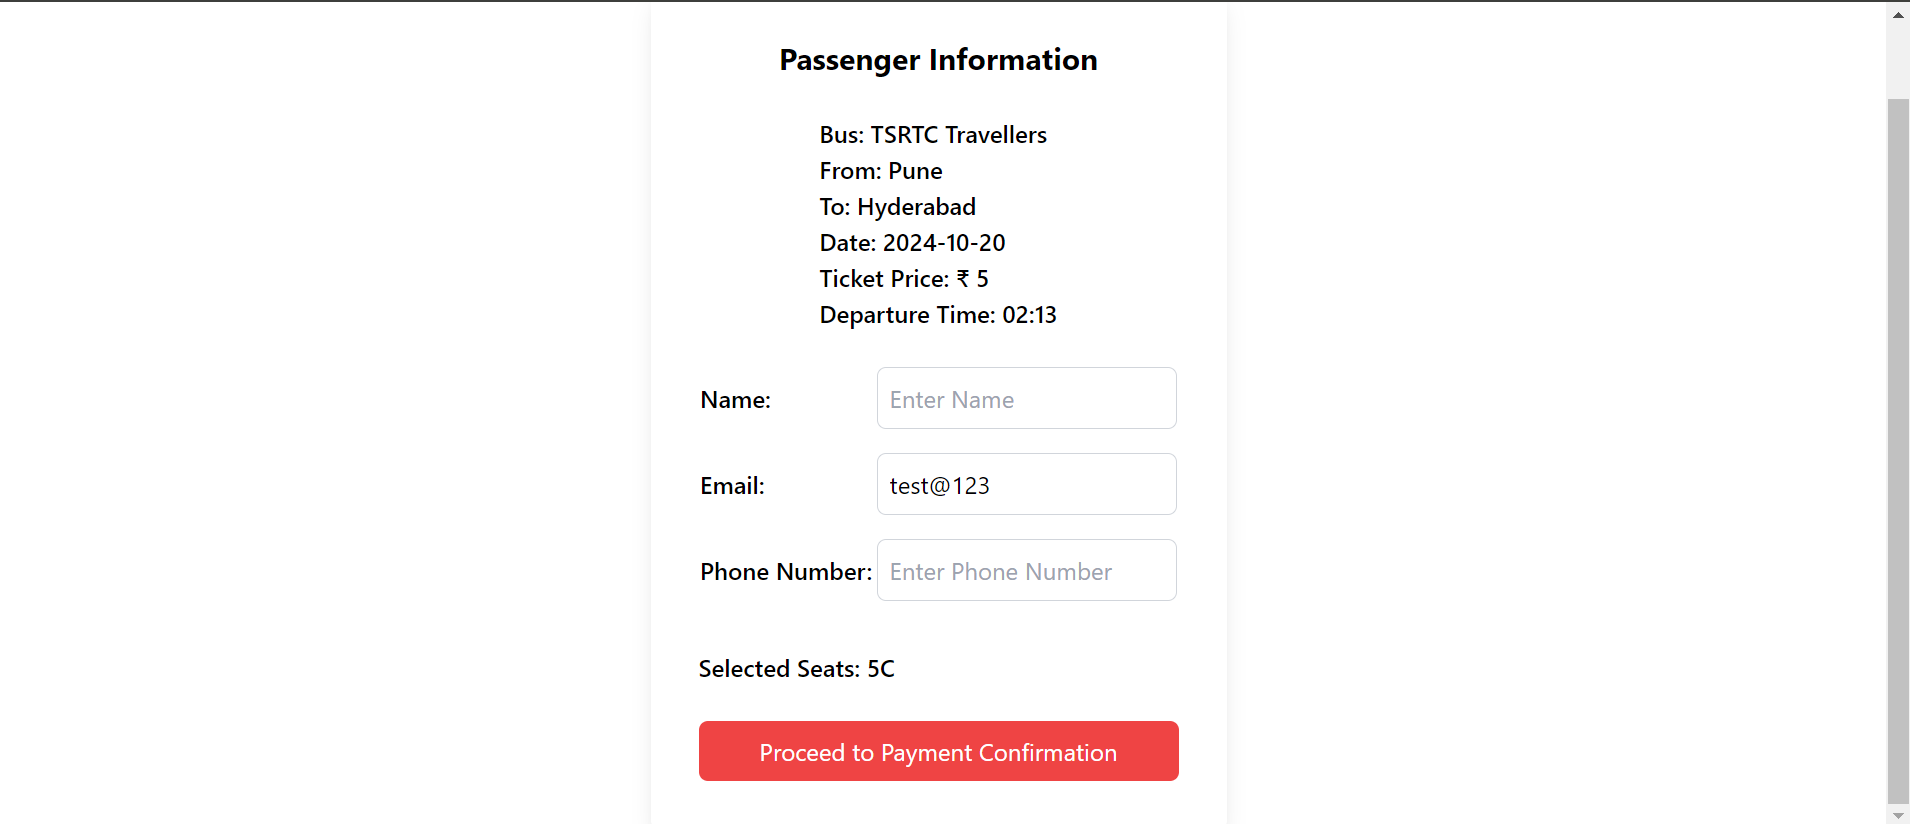 Passenger Information
Bus: TSRTC Travellers
From: Pune
To: Hyderabad
Date: 2024-10-20
Ticket Price: ₹ 5
Departure Time: 02:13
Name: Enter Name
Email: test@123
Phone Number: Enter Phone Number
Selected Seats: 5C
Proceed to Payment Confirmation